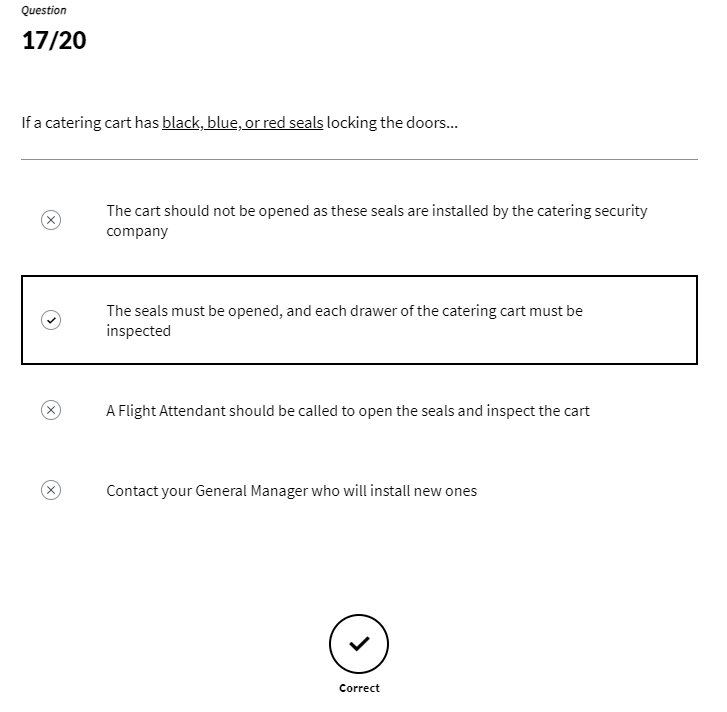 Question
17/20
If a catering cart has black, blue, or red seals locking the doors...
The cart should not be opened as these seals are installed by the catering security
company
The seals must be opened, and each drawer of the catering cart must be
inspected
A Flight Attendant should be called to open the seals and inspect the cart
Contact your General Manager who will install new ones
Correct